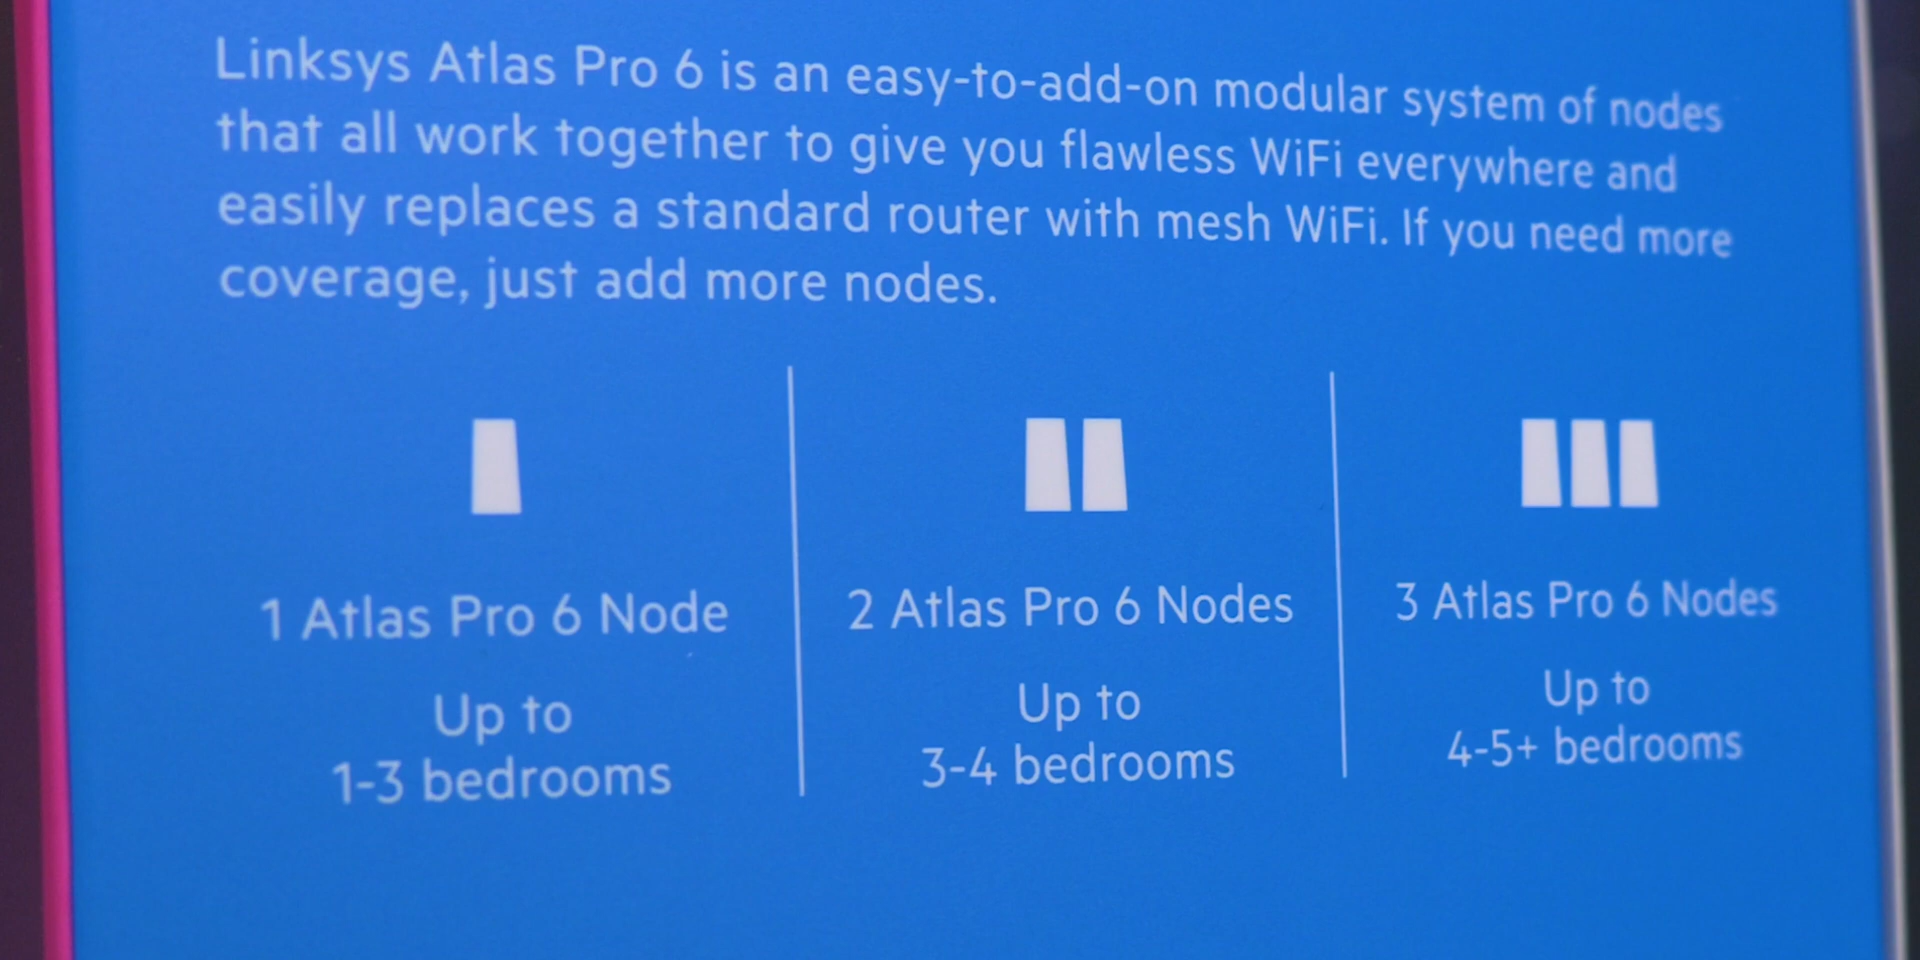 Linksys Atlas Pro 6 is an easy-to-add-on modular system of nodes
that all work together to give you flawless WiFi everywhere and
easily replaces a standard router with mesh WiFi. If you need more
coverage, just add more nodes.
1 Atlas Pro 6 Node
Up to
1-3 bedrooms
2 Atlas Pro 6 Nodes
Up to
3-4 bedrooms
3 Atlas Pro 6 Nodes
Up to
4-5+ bedrooms